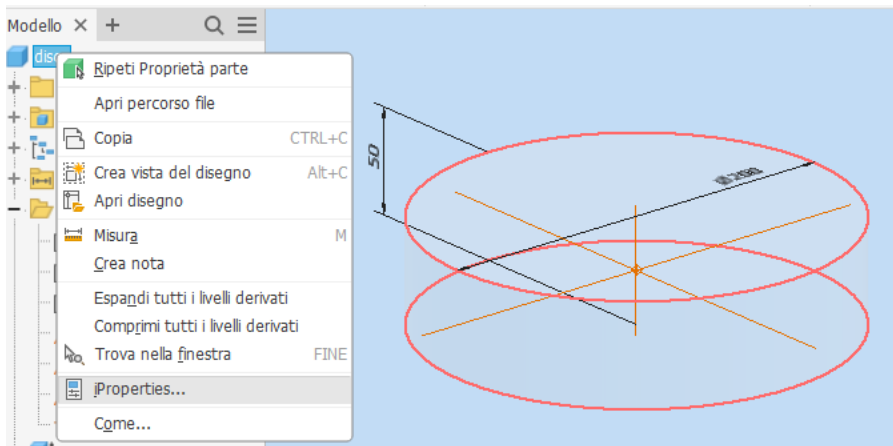 Modello
disc
Ripeti Proprietà parte
Apri percorso file
Copia CTRL+C
Crea vista del disegno Alt+C
Apri disegno
Misura M
Crea nota
Espandi tutti i livelli derivati
Comprimi tutti i livelli derivati
Trova nella finestra FINE
iProperties...
Come...
50